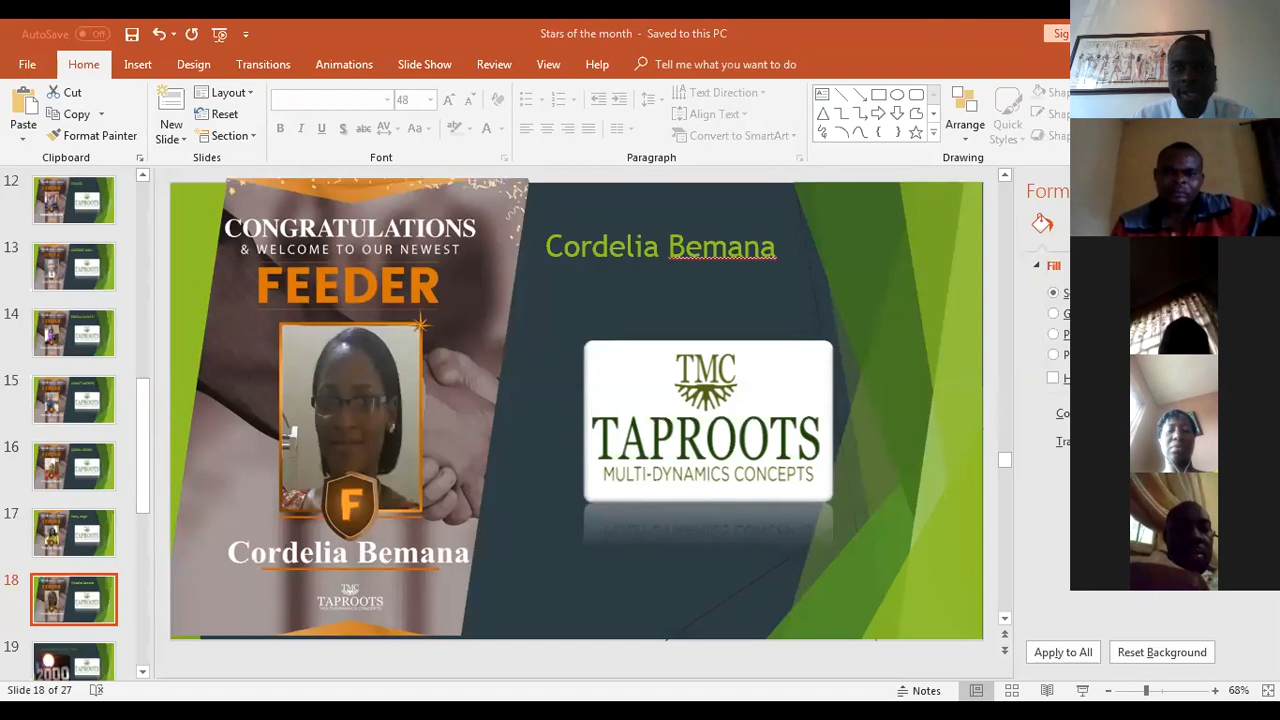 AutoSave Off
Stars of the month - Saved to this PC
File Home Insert Design Transitions Animations Slide Show Review View Help Tell me what you want to do
Paste
Cut
Copy
Format Painter
Clipboard
New Slide
Layout
Reset
Section
Slides
48
Font
Text Direction
Align Text
Convert to SmartArt
Paragraph
Arrange
Quick Styles
Drawing
12
13
14
15
16
17
18
19
CONGRATULATIONS
& WELCOME TO OUR NEWEST
FEEDER
F
Cordelia Bemana
TMC
TAPROOTS
MULTI-DYNAMICS CONCEPTS
Cordelia Bemana
TMC
TAPROOTS
MULTI-DYNAMICS CONCEPTS
Fill
Apply to All
Reset Background
Slide 18 of 27
Notes
68%